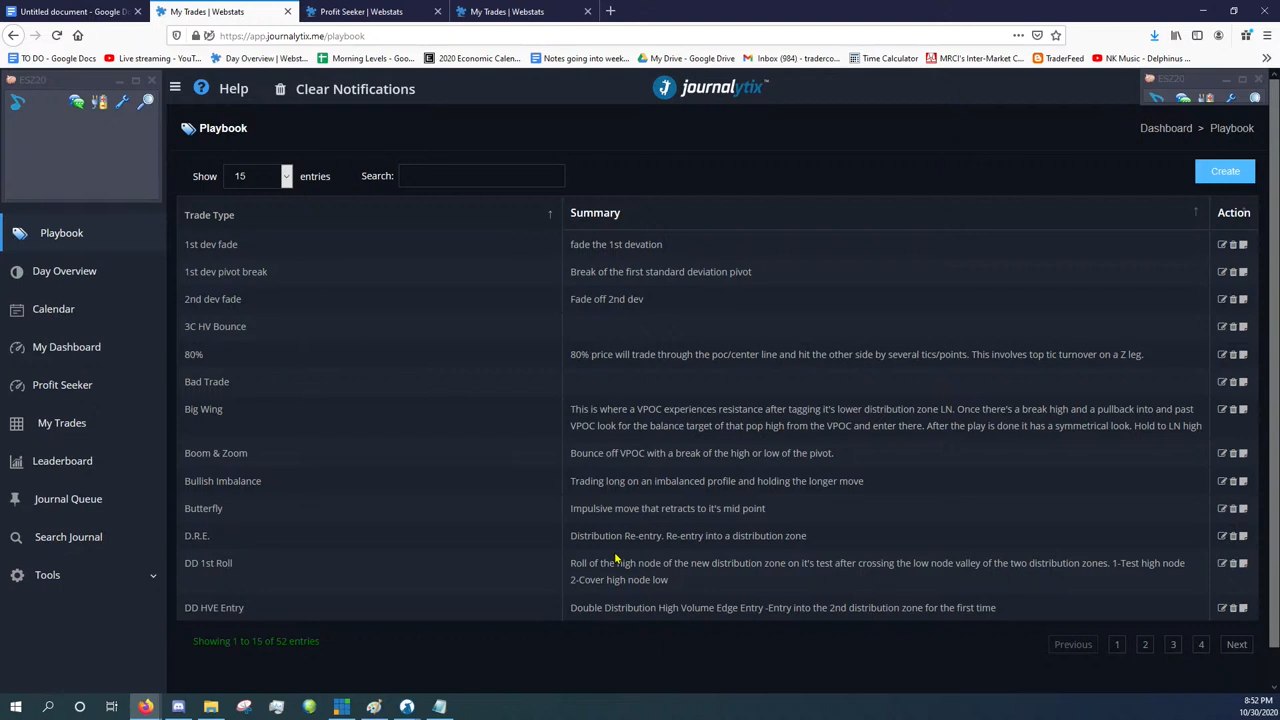 Untitled document - Google D
My Trades | Webstats
Profit Seeker | Webstats
My Trades | Webstats
https://app.journalytix.me/playbook
TO DO - Google Docs
Live streaming - YouT...
Day Overview | Webst...
Morning Levels - Goo...
2020 Economic Calen...
Notes going into week...
My Drive - Google Dr...
Inbox (984) - traderco...
Time Calculator
MRCI's Inter-Market C...
TraderFeed
NK Music - Delphinus ...
ESZ20
Help
Clear Notifications
journalytix™
ESZ20
Playbook
Dashboard > Playbook
Show 15 entries Search:
Create
Trade Type Summary Action
1st dev fade fade the 1st devation
1st dev pivot break Break of the first standard deviation pivot
2nd dev fade Fade off 2nd dev
3C HV Bounce
80% 80% price will trade through the poc/center line and hit the other side by several tics/points. This involves top tic turnover on a Z leg.
Bad Trade
Big Wing This is where a VPOC experiences resistance after tagging it's lower distribution zone LN. Once there's a break high and a pullback into and past
VPOC look for the balance target of that pop high from the VPOC and enter there. After the play is done it has a symmetrical look. Hold to LN high
Boom & Zoom Bounce off VPOC with a break of the high or low of the pivot.
Bullish Imbalance Trading long on an imbalanced profile and holding the longer move
Butterfly Impulsive move that retracts to it's mid point
D.R.E. Distribution Re-entry. Re-entry into a distribution zone
DD 1st Roll Roll of the high node of the new distribution zone on it's test after crossing the low node valley of the two distribution zones. 1-Test high node
2-Cover high node low
DD HVE Entry Double Distribution High Volume Edge Entry -Entry into the 2nd distribution zone for the first time
Showing 1 to 15 of 52 entries
Previous 1 2 3 4 Next
Playbook
Day Overview
Calendar
My Dashboard
Profit Seeker
My Trades
Leaderboard
Journal Queue
Search Journal
Tools
8:52 PM
10/30/2020